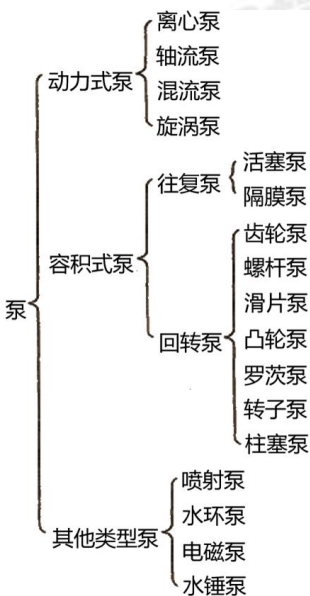 泵
动力式泵
离心泵
轴流泵
混流泵
旋涡泵
容积式泵
往复泵
活塞泵
隔膜泵
回转泵
齿轮泵
螺杆泵
滑片泵
凸轮泵
罗茨泵
转子泵
柱塞泵
其他类型泵
喷射泵
水环泵
电磁泵
水锤泵